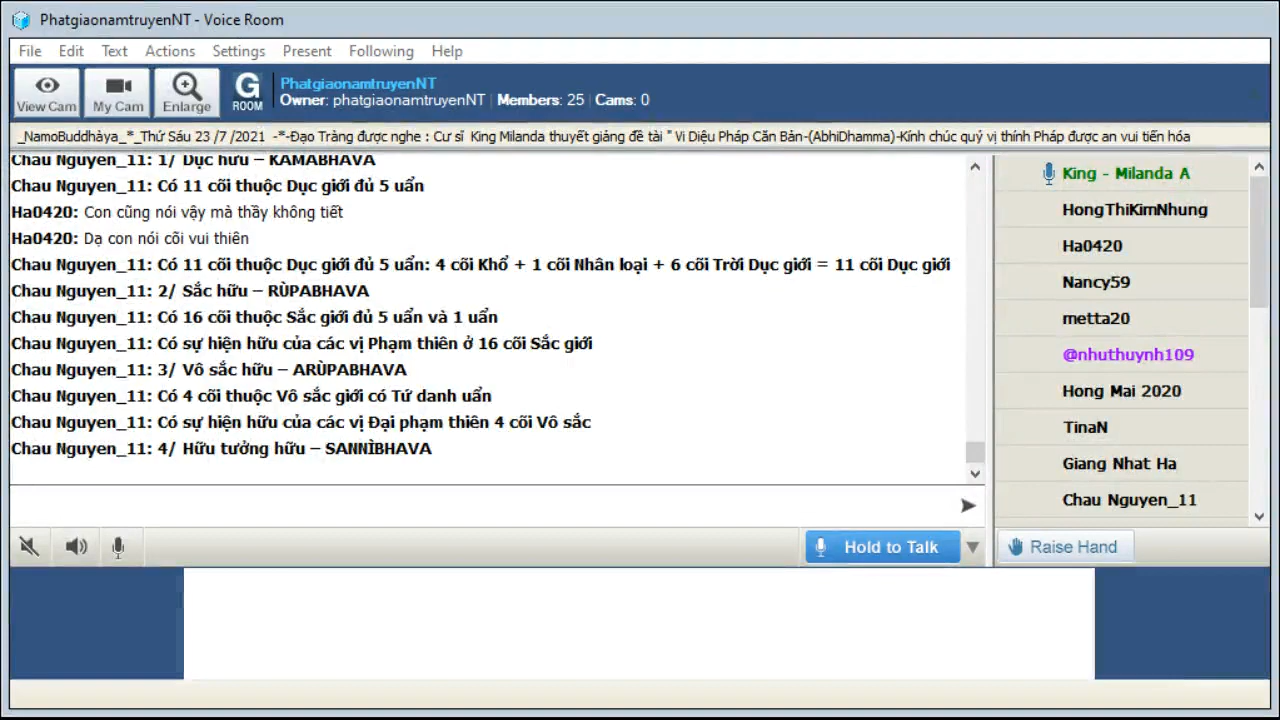 PhatgiaonamtruyenNT - Voice Room
File Edit Text Actions Settings Present Following Help
View Cam
My Cam
Enlarge
G
ROOM
PhatgiaonamtruyenNT
Owner: phatgiaonamtruyenNT | Members: 25 | Cams: 0
_NamoBuddhàya_*_Thứ Sáu 23 /7 /2021 -*-Đạo Tràng được nghe : Cư sĩ King Milanda thuyết giảng đề tài " Vi Diệu Pháp Căn Bản-(AbhiDhamma)-Kính chúc quý vị thính Pháp được an vui tiến hóa
Chau Nguyen_11: 1/ Dục hữu – KÀMABHAVA
Chau Nguyen_11: Có 11 cõi thuộc Dục giới đủ 5 uẩn
Ha0420: Con cũng nói vậy mà thầy không tiết
Ha0420: Dạ con nói cõi vui thiên
Chau Nguyen_11: Có 11 cõi thuộc Dục giới đủ 5 uẩn: 4 cõi Khổ + 1 cõi Nhân loại + 6 cõi Trời Dục giới = 11 cõi Dục giới
Chau Nguyen_11: 2/ Sắc hữu – RÙPABHAVA
Chau Nguyen_11: Có 16 cõi thuộc Sắc giới đủ 5 uẩn và 1 uẩn
Chau Nguyen_11: Có sự hiện hữu của các vị Phạm thiên ở 16 cõi Sắc giới
Chau Nguyen_11: 3/ Vô sắc hữu – ARÙPABHAVA
Chau Nguyen_11: Có 4 cõi thuộc Vô sắc giới có Tứ danh uẩn
Chau Nguyen_11: Có sự hiện hữu của các vị Đại phạm thiên 4 cõi Vô sắc
Chau Nguyen_11: 4/ Hữu tưởng hữu – SANNÌBHAVA
King - Milanda A
HongThiKimNhung
Ha0420
Nancy59
metta20
@nhuthuynh109
Hong Mai 2020
TinaN
Giang Nhat Ha
Chau Nguyen_11
Hold to Talk
Raise Hand